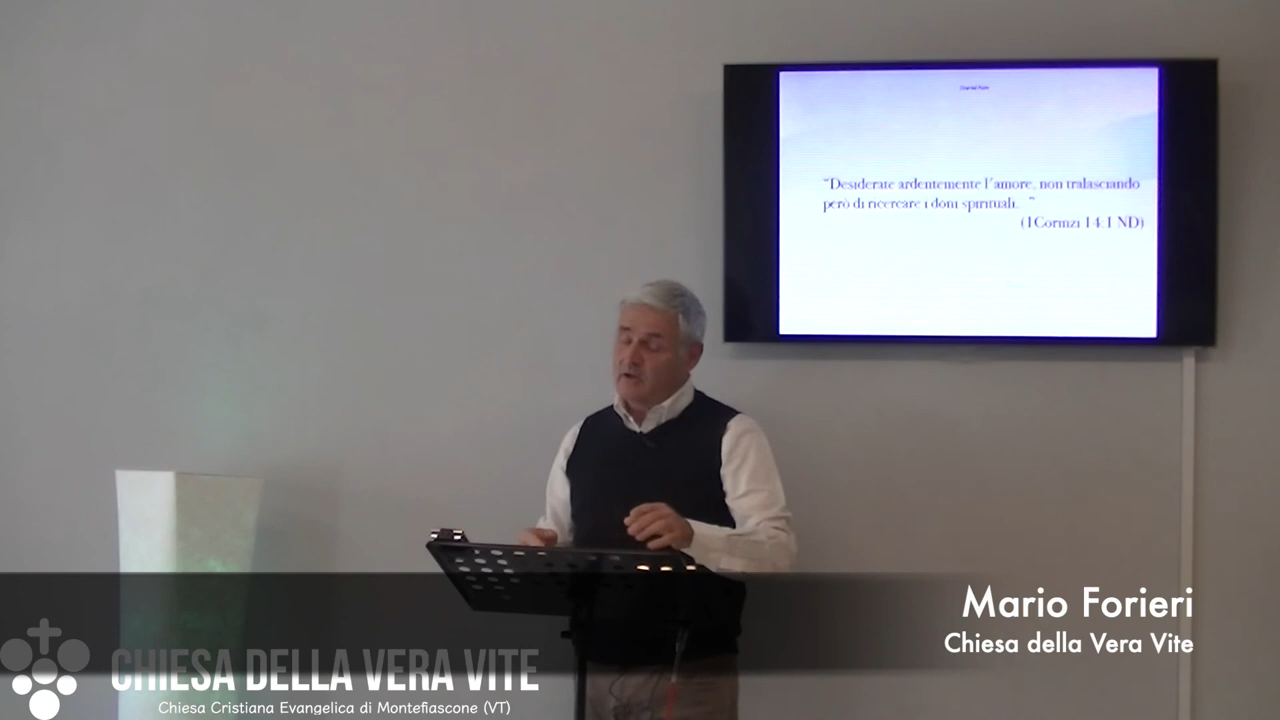 "Desiderate ardentemente l'amore, non tralasciando
però di ricercare i doni spirituali. "
(1Corinzi 14:1 ND)
Mario Forieri
Chiesa della Vera Vite
CHIESA DELLA VERA VITE
Chiesa Cristiana Evangelica di Montefiascone (VT)